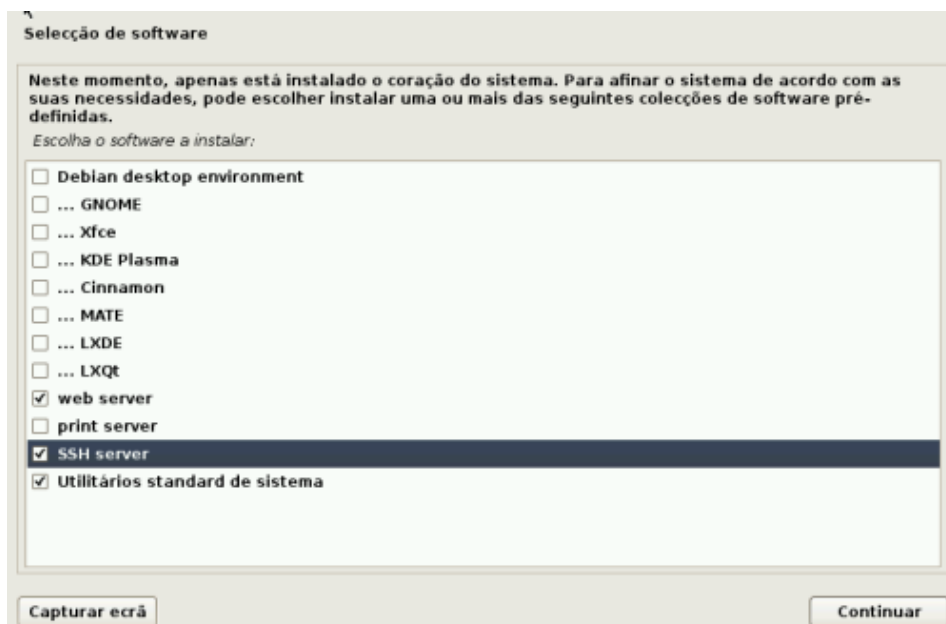 Selecção de software
Neste momento, apenas está instalado o coração do sistema. Para afinar o sistema de acordo com as
suas necessidades, pode escolher instalar uma ou mais das seguintes colecções de software pré-
definidas.
Escolha o software a instalar:
Debian desktop environment
... GNOME
... Xfce
... KDE Plasma
... Cinnamon
... MATE
... LXDE
... LXQt
web server
print server
SSH server
Utilitários standard de sistema
Capturar ecrã
Continuar